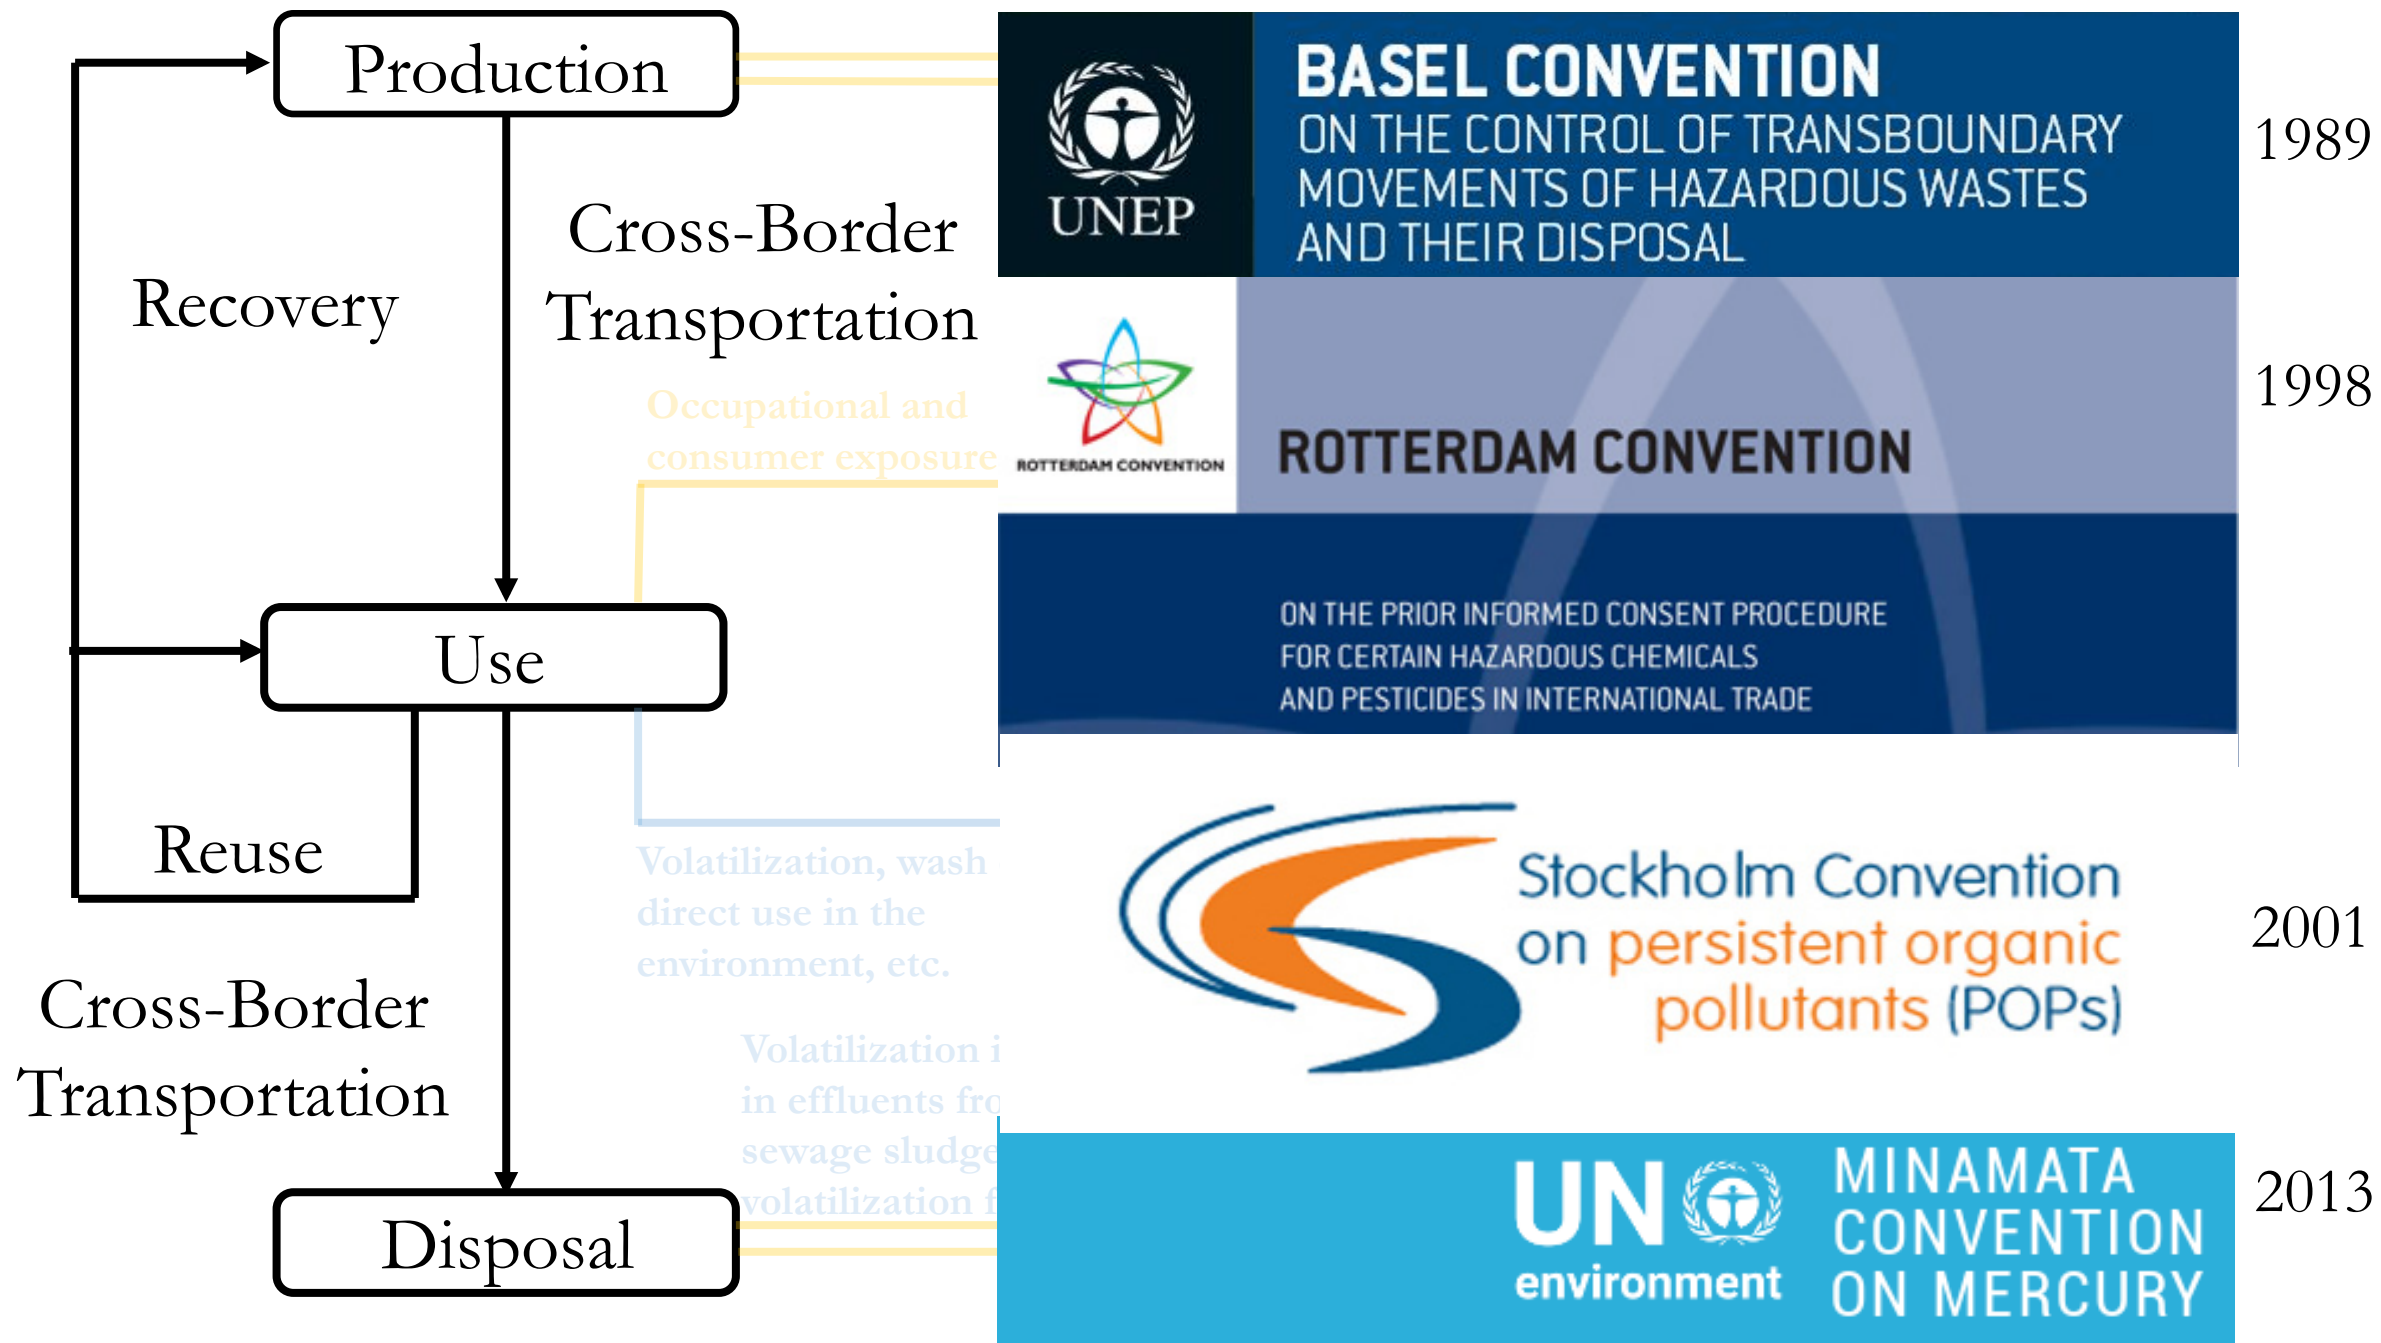 Production
Recovery
Cross-Border
Transportation
Occupational and
consumer exposure
Use
Reuse
Volatilization, wash
direct use in the
environment, etc.
Cross-Border
Transportation
Volatilization
in effluents
sewage sludge
volatilization
Disposal
UNEP
BASEL CONVENTION
ON THE CONTROL OF TRANSBOUNDARY
MOVEMENTS OF HAZARDOUS WASTES
AND THEIR DISPOSAL
1989
ROTTERDAM CONVENTION
ROTTERDAM CONVENTION
1998
ON THE PRIOR INFORMED CONSENT PROCEDURE
FOR CERTAIN HAZARDOUS CHEMICALS
AND PESTICIDES IN INTERNATIONAL TRADE
Stockholm Convention
on persistent organic
pollutants (POPs)
2001
UN
environment
MINAMATA
CONVENTION
ON MERCURY
2013